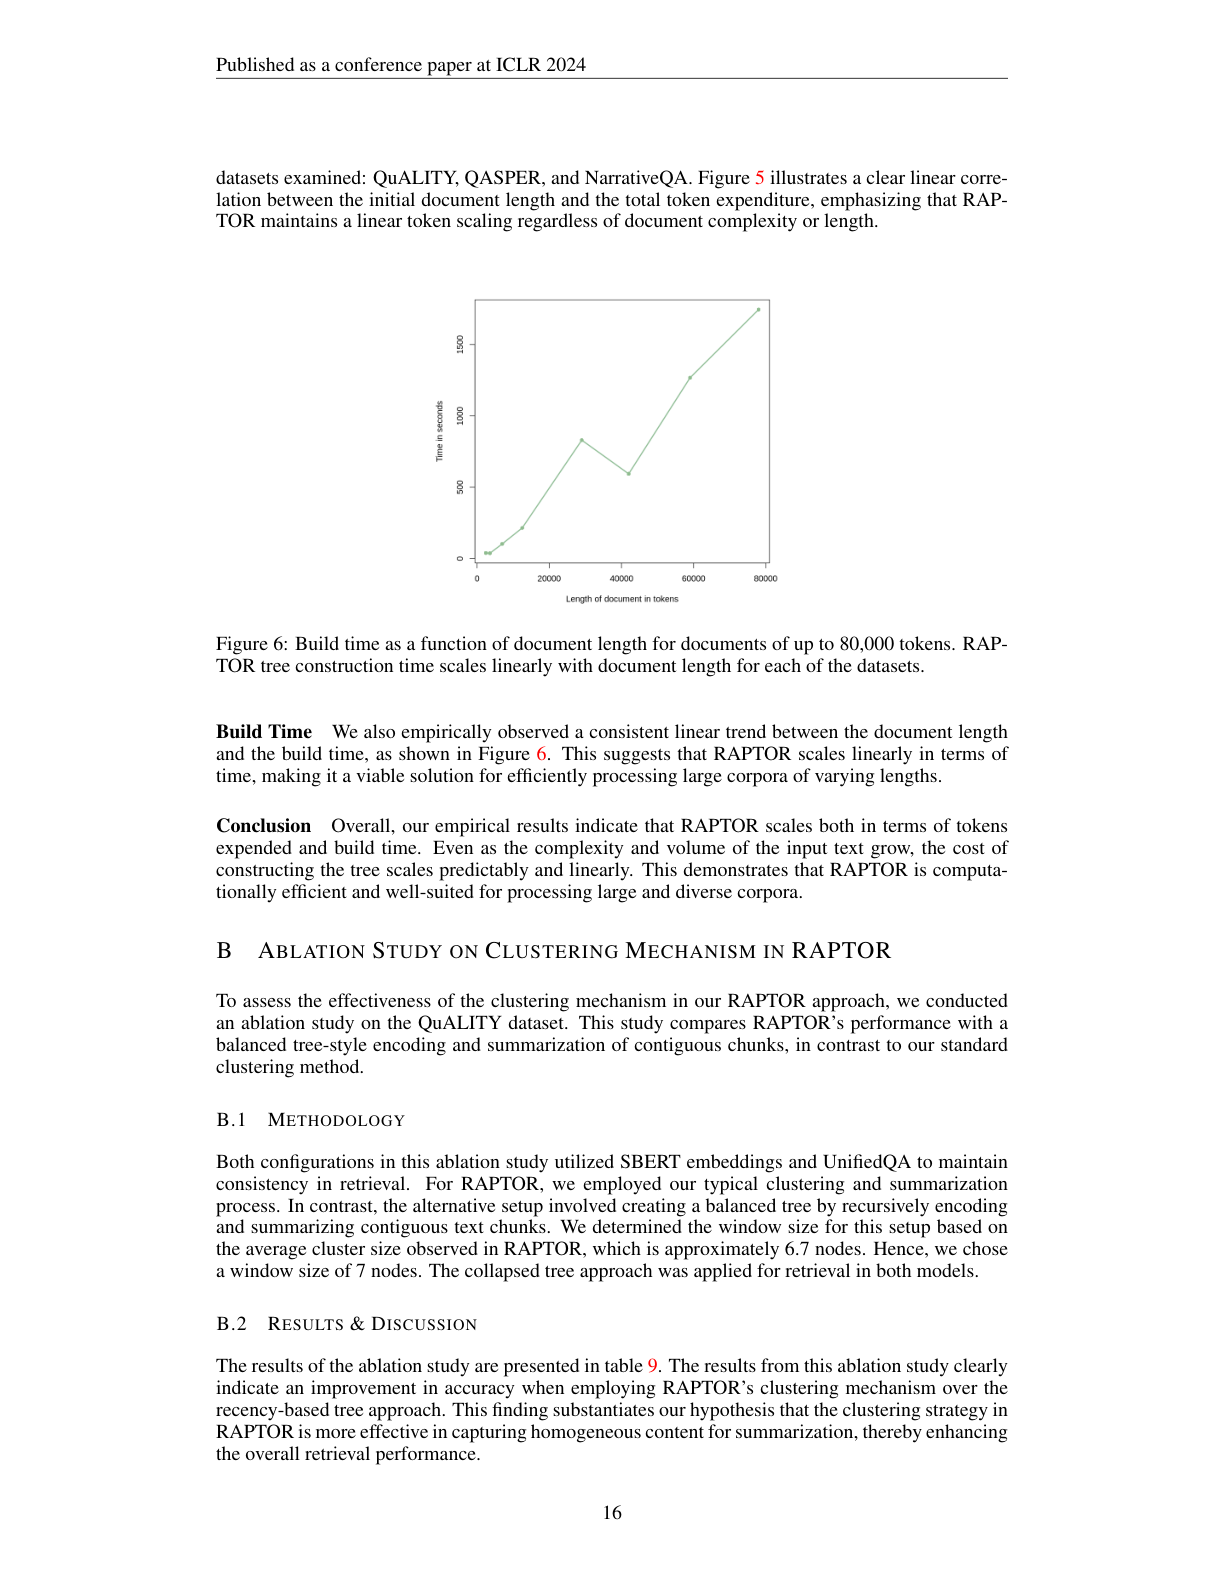 Published as a conference paper at ICLR 2024
datasets examined: QuALITY, QASPER, and NarrativeQA. Figure 5 illustrates a clear linear corre-
lation between the initial document length and the total token expenditure, emphasizing that RAP-
TOR maintains a linear token scaling regardless of document complexity or length.
1500
1000
500
0
Time in seconds
0 20000 40000 60000 80000
Length of document in tokens
Figure 6: Build time as a function of document length for documents of up to 80,000 tokens. RAP-
TOR tree construction time scales linearly with document length for each of the datasets.
Build Time We also empirically observed a consistent linear trend between the document length
and the build time, as shown in Figure 6. This suggests that RAPTOR scales linearly in terms of
time, making it a viable solution for efficiently processing large corpora of varying lengths.
Conclusion Overall, our empirical results indicate that RAPTOR scales both in terms of tokens
expended and build time. Even as the complexity and volume of the input text grow, the cost of
constructing the tree scales predictably and linearly. This demonstrates that RAPTOR is computa-
tionally efficient and well-suited for processing large and diverse corpora.
B ABLATION STUDY ON CLUSTERING MECHANISM IN RAPTOR
To assess the effectiveness of the clustering mechanism in our RAPTOR approach, we conducted
an ablation study on the QuALITY dataset. This study compares RAPTOR's performance with a
balanced tree-style encoding and summarization of contiguous chunks, in contrast to our standard
clustering method.
B.1 METHODOLOGY
Both configurations in this ablation study utilized SBERT embeddings and UnifiedQA to maintain
consistency in retrieval. For RAPTOR, we employed our typical clustering and summarization
process. In contrast, the alternative setup involved creating a balanced tree by recursively encoding
and summarizing contiguous text chunks. We determined the window size for this setup based on
the average cluster size observed in RAPTOR, which is approximately 6.7 nodes. Hence, we chose
a window size of 7 nodes. The collapsed tree approach was applied for retrieval in both models.
B.2 RESULTS & DISCUSSION
The results of the ablation study are presented in table 9. The results from this ablation study clearly
indicate an improvement in accuracy when employing RAPTOR's clustering mechanism over the
recency-based tree approach. This finding substantiates our hypothesis that the clustering strategy in
RAPTOR is more effective in capturing homogeneous content for summarization, thereby enhancing
the overall retrieval performance.
16